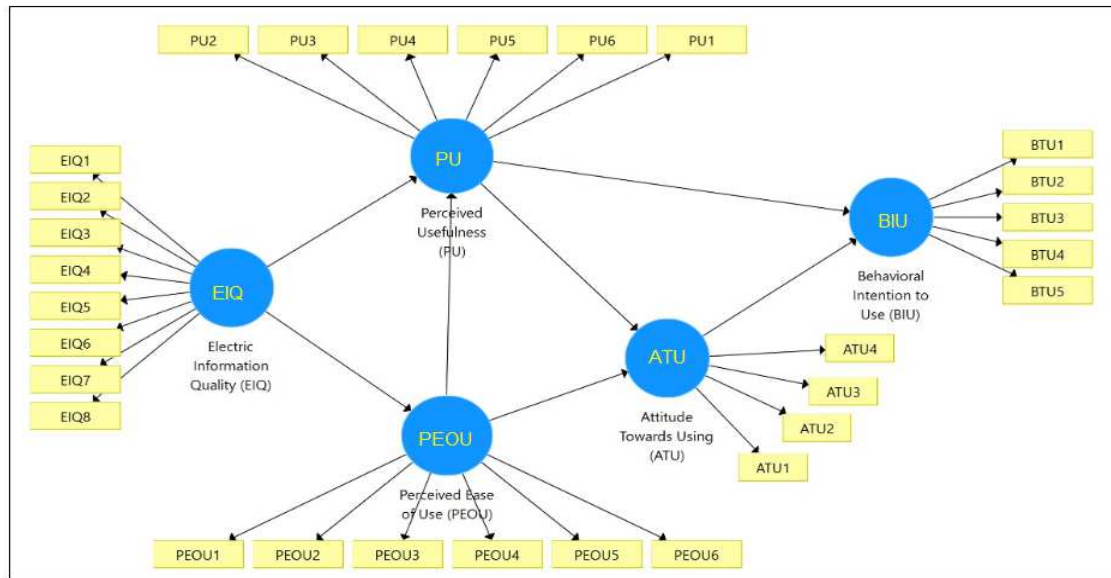 PU2
PU3
PU4
PU5
PU6
PU1
PU
Perceived
Usefulness
(PU)
EIQ1
EIQ2
EIQ3
EIQ4
EIQ5
EIQ6
EIQ7
EIQ8
EIQ
Electric
Information
Quality (EIQ)
BIU
Behavioral
Intention to
Use (BIU)
BTU1
BTU2
BTU3
BTU4
BTU5
ATU
Attitude
Towards Using
(ATU)
ATU4
ATU3
ATU2
ATU1
PEOU
Perceived Ease
of Use (PEOU)
PEOU1
PEOU2
PEOU3
PEOU4
PEOU5
PEOU6